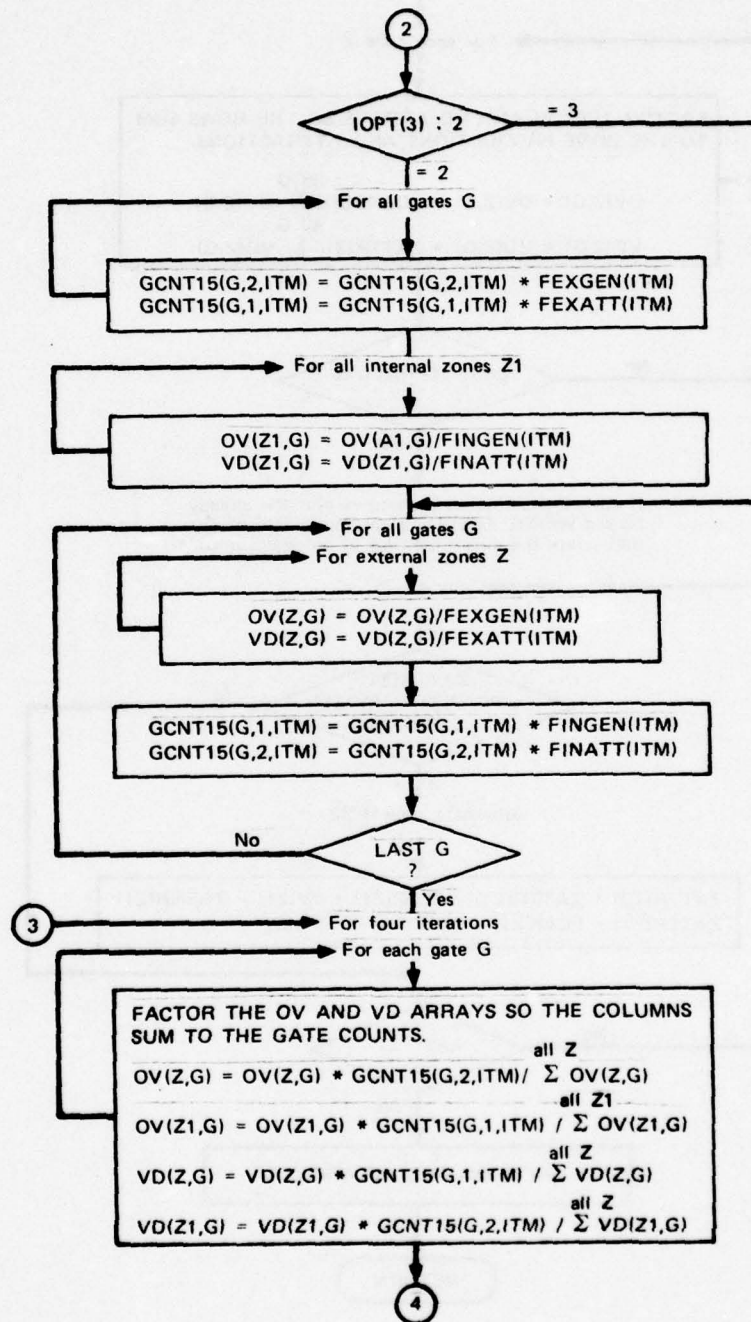 2
IOPT(3) : 2
= 3
= 2
For all gates G
GCNT15(G,2,ITM) = GCNT15(G,2,ITM) * FEXGEN(ITM)
GCNT15(G,1,ITM) = GCNT15(G,1,ITM) * FEXATT(ITM)
For all internal zones Z1
OV(Z1,G) = OV(A1,G)/FINGEN(ITM)
VD(Z1,G) = VD(Z1,G)/FINATT(ITM)
For all gates G
For external zones Z
OV(Z,G) = OV(Z,G)/FEXGEN(ITM)
VD(Z,G) = VD(Z,G)/FEXATT(ITM)
GCNT15(G,1,ITM) = GCNT15(G,1,ITM) * FINGEN(ITM)
GCNT15(G,2,ITM) = GCNT15(G,2,ITM) * FINATT(ITM)
No
LAST G
?
Yes
3
For four iterations
For each gate G
FACTOR THE OV AND VD ARRAYS SO THE COLUMNS
SUM TO THE GATE COUNTS.
all Z
OV(Z,G) = OV(Z,G) * GCNT15(G,2,ITM)/ Σ OV(Z,G)
all Z1
OV(Z1,G) = OV(Z1,G) * GCNT15(G,1,ITM) / Σ OV(Z1,G)
all Z
VD(Z,G) = VD(Z,G) * GCNT15(G,1,ITM) / Σ VD(Z,G)
all Z
VD(Z1,G) = VD(Z1,G) * GCNT15(G,2,ITM) / Σ VD(Z1,G)
4